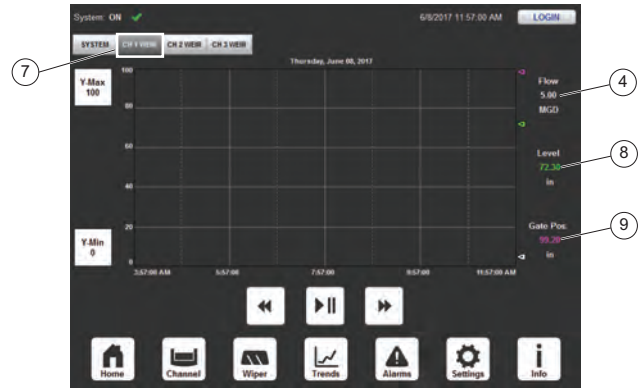 System: ON
6/8/2017 11:57:00 AM
LOGIN
SYSTEM
CH 1 WEIR
CH 2 WEIR
CH 3 WEIR
7
Thursday, June 08, 2017
Y-Max
100
100
80
60
40
20
0
Y-Min
0
Flow
5.00
MGD
4
Level
72.30
in
8
Gate Pos:
99.20
in
9
3:57:00 AM
5:57:00
7:57:00
9:57:00
11:57:00 AM
Home
Channel
Wiper
Trends
Alarms
Settings
Info